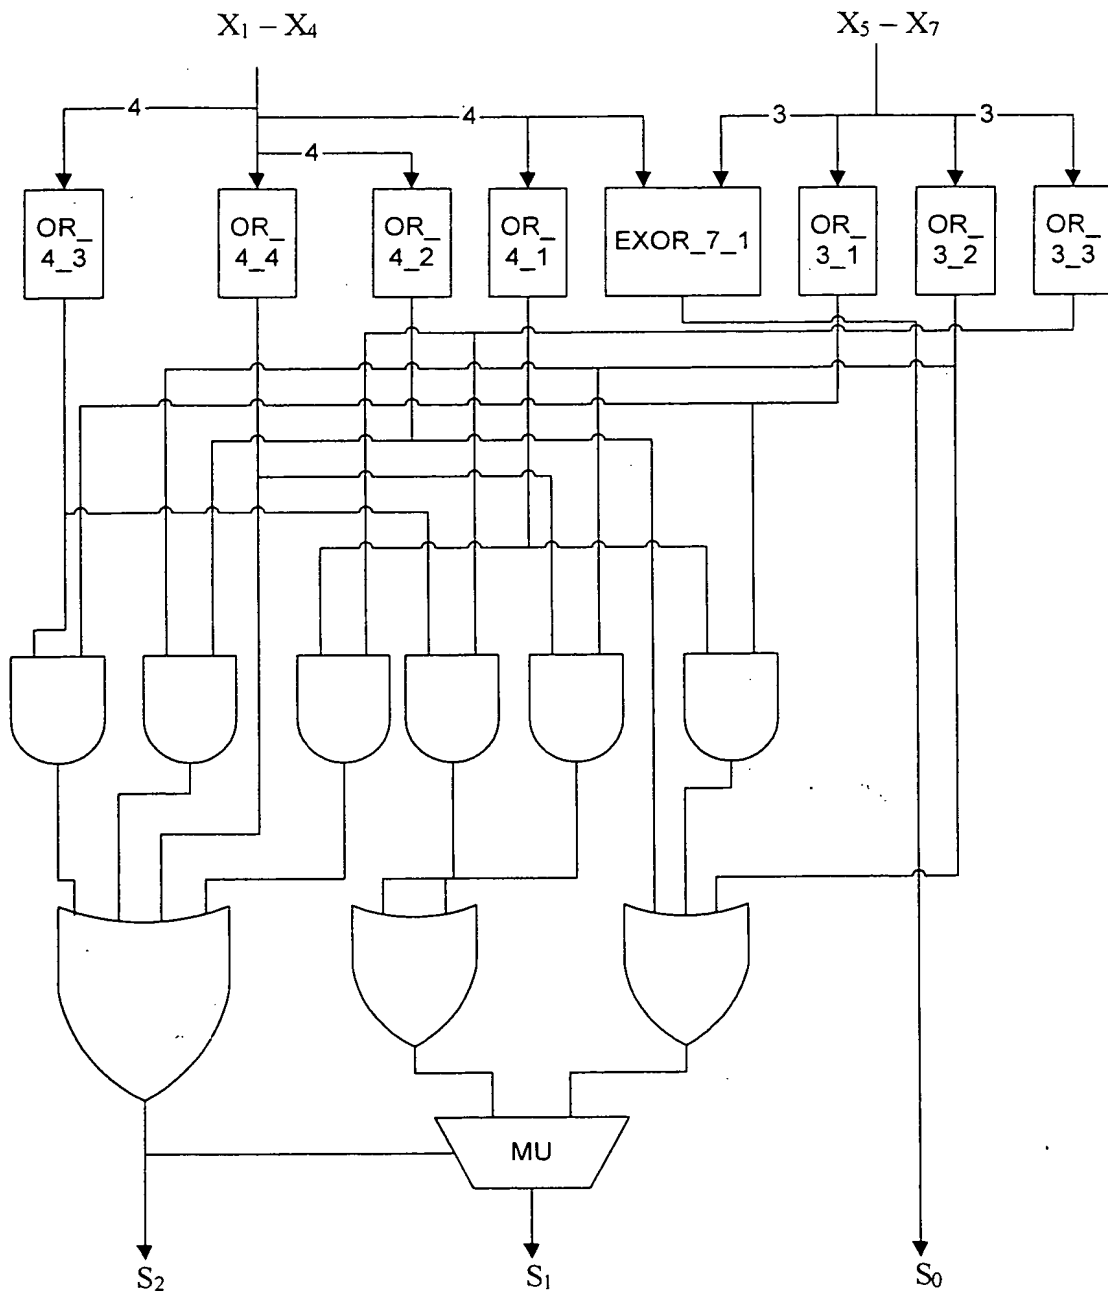 X₁ – X₄
X₅ – X₇
4
4
3
3
4
OR_
4_3
OR_
4_4
OR_
4_2
OR_
4_1
EXOR_7_1
OR_
3_1
OR_
3_2
OR_
3_3
MU
S₂
S₁
S₀